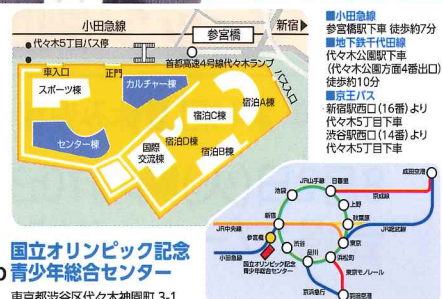 小田急線
参宮橋
新宿
代々木5丁目バス停
首都高速4号線代々木ランプ
車入口
正門
バス入口
スポーツ棟
カルチャー棟
宿泊A棟
宿泊C棟
センター棟
国際
交流棟
宿泊D棟
宿泊B棟
■小田急線
参宮橋駅下車 徒歩約7分
■地下鉄千代田線
代々木公園駅下車
(代々木公園方面4番出口)
徒歩約10分
■京王バス
新宿駅西口(16番)より
代々木5丁目下車
渋谷駅西口(14番)より
代々木5丁目下車
成田空港
JR山手線
日暮里
池袋
京成線
上野
新宿
秋葉原
JR中央線
JR総武線
参宮橋
東京
小田急線
渋谷
品川
浜松町
国立オリンピック記念
青少年総合センター
東京モノレール
京浜急行
羽田空港
国立オリンピック記念
青少年総合センター
東京都渋谷区代々木神園町 3-1